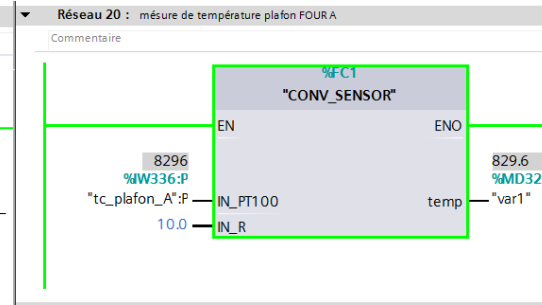 Réseau 20 : mésure de température plafon FOUR A
Commentaire
%FC1
"CONV_SENSOR"
EN ENO
8296 829.6
%IW336:P %MD32
"tc_plafon_A":P IN_PT100 temp "var1"
10.0 IN_R